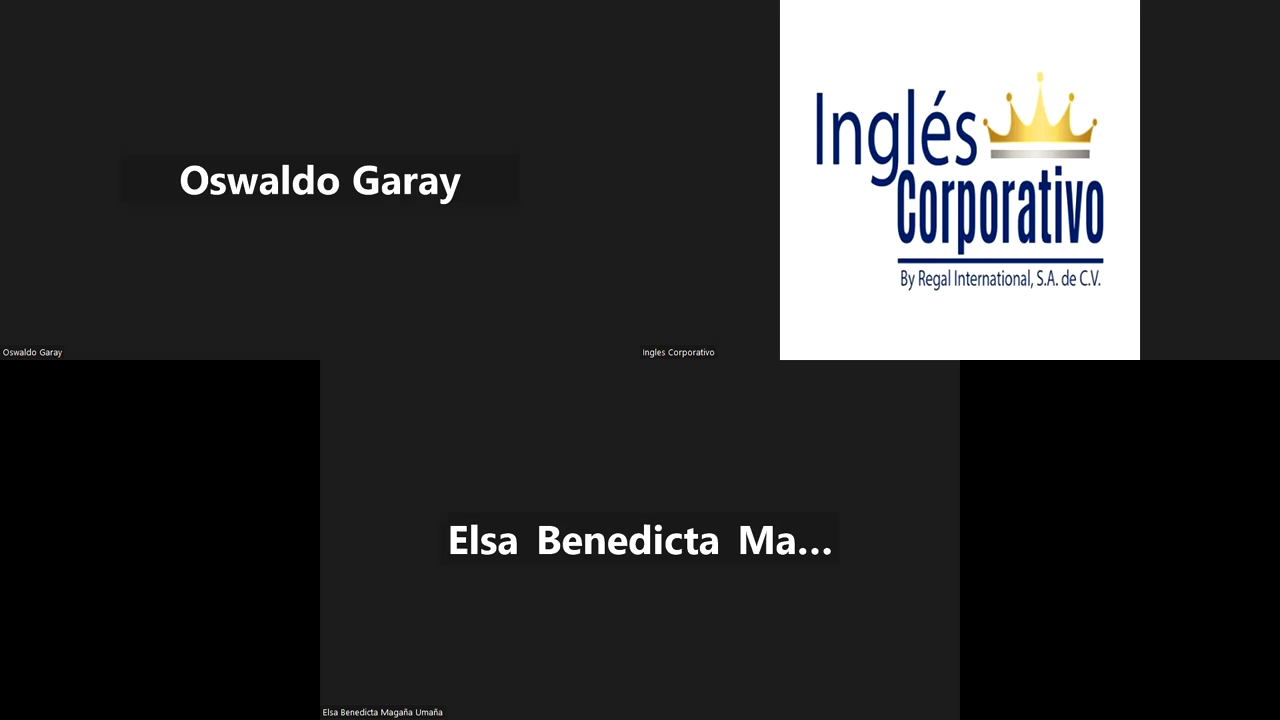 Oswaldo Garay
Oswaldo Garay
Inglés
Corporativo
By Regal International, S.A. de C.V.
Ingles Corporativo
Elsa Benedicta Ma...
Elsa Benedicta Magaña Umaña